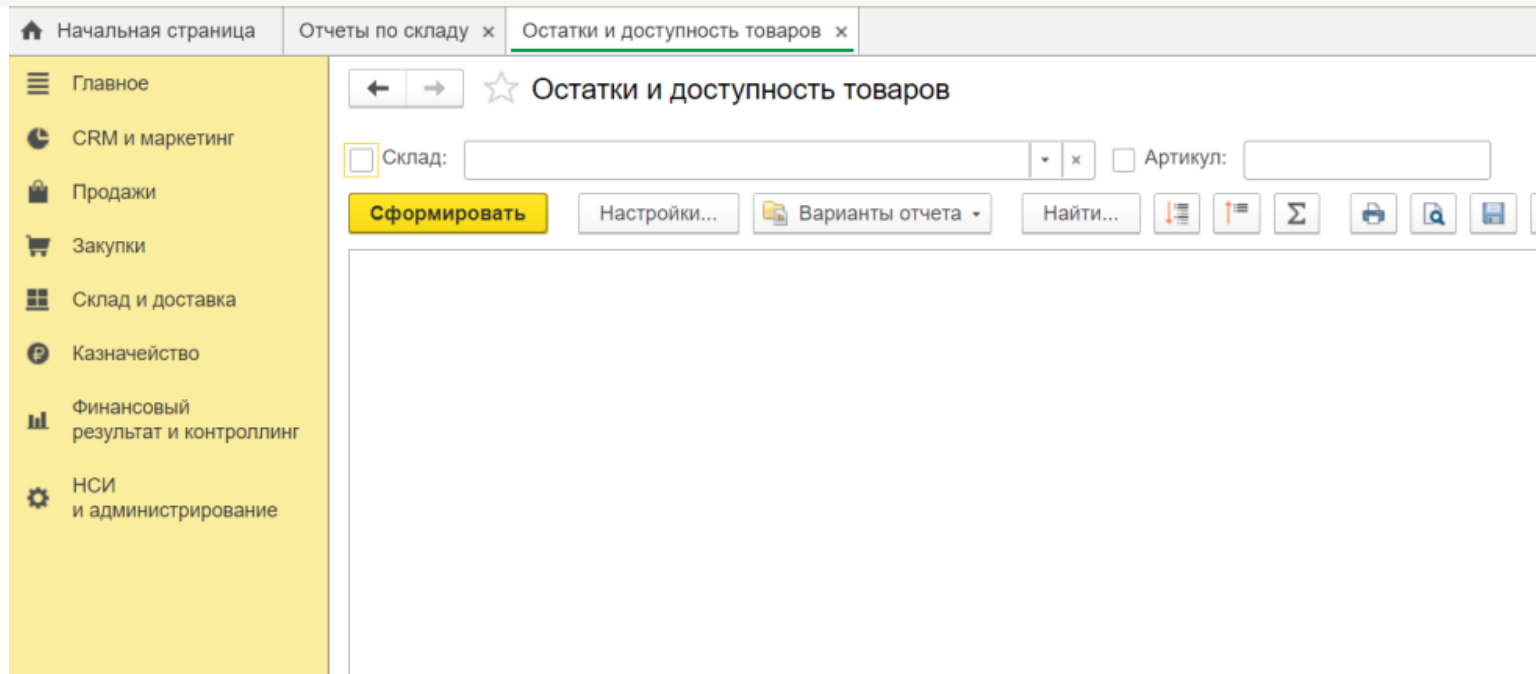 Начальная страница
Отчеты по складу ×
Остатки и доступность товаров ×
Главное
CRM и маркетинг
Продажи
Закупки
Склад и доставка
Казначейство
Финансовый
результат и контроллинг
НСИ
и администрирование
Остатки и доступность товаров
Склад:
Артикул:
Сформировать
Настройки...
Варианты отчета
Найти...
Σ